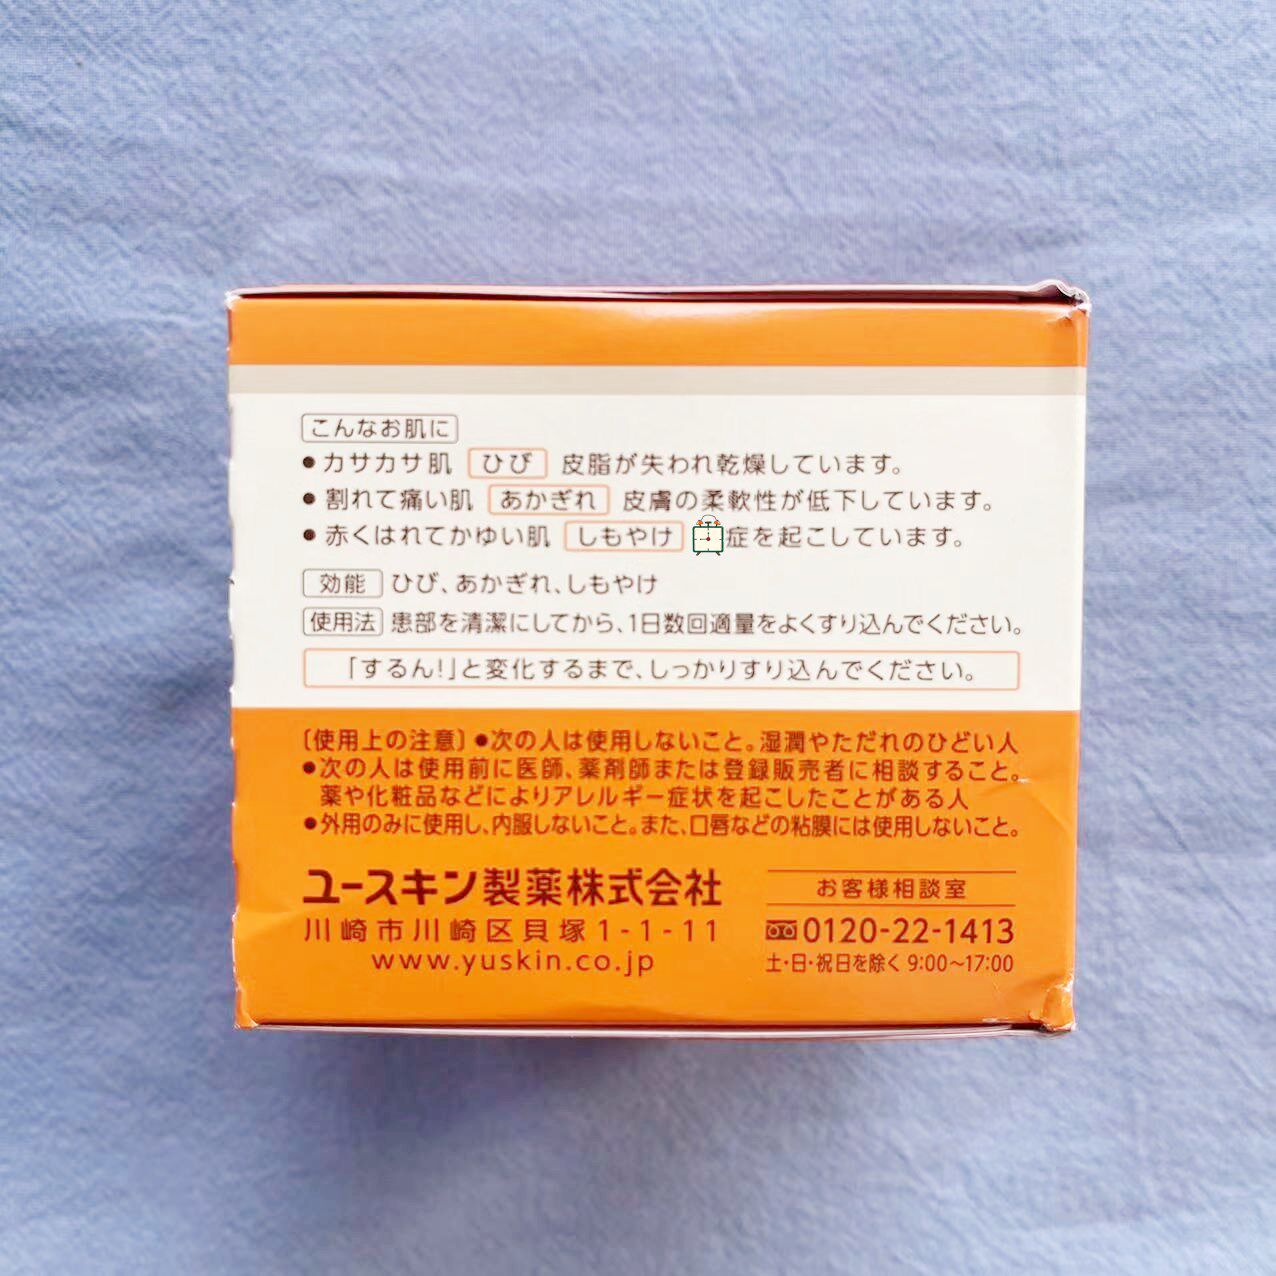 こんなお肌に
●カサカサ肌 ひび 皮脂が失われ乾燥しています。
●割れて痛い肌 あかぎれ 皮膚の柔軟性が低下しています。
●赤くはれてかゆい肌 しもやけ 症を起こしています。
効能 ひび、あかぎれ、しもやけ
使用法 患部を清潔にしてから、1日数回適量をよくすり込んでください。
「するん!」と変化するまで、しっかりすり込んでください。
〔使用上の注意〕●次の人は使用しないこと。湿潤やただれのひどい人
●次の人は使用前に医師、薬剤師または登録販売者に相談すること。
薬や化粧品などによりアレルギー症状を起こしたことがある人
●外用のみに使用し、内服しないこと。また、口唇などの粘膜には使用しないこと。
ユースキン製薬株式会社
川崎市川崎区貝塚1-1-11
www.yuskin.co.jp
お客様相談室
0120-22-1413
土・日・祝日を除く 9:00〜17:00